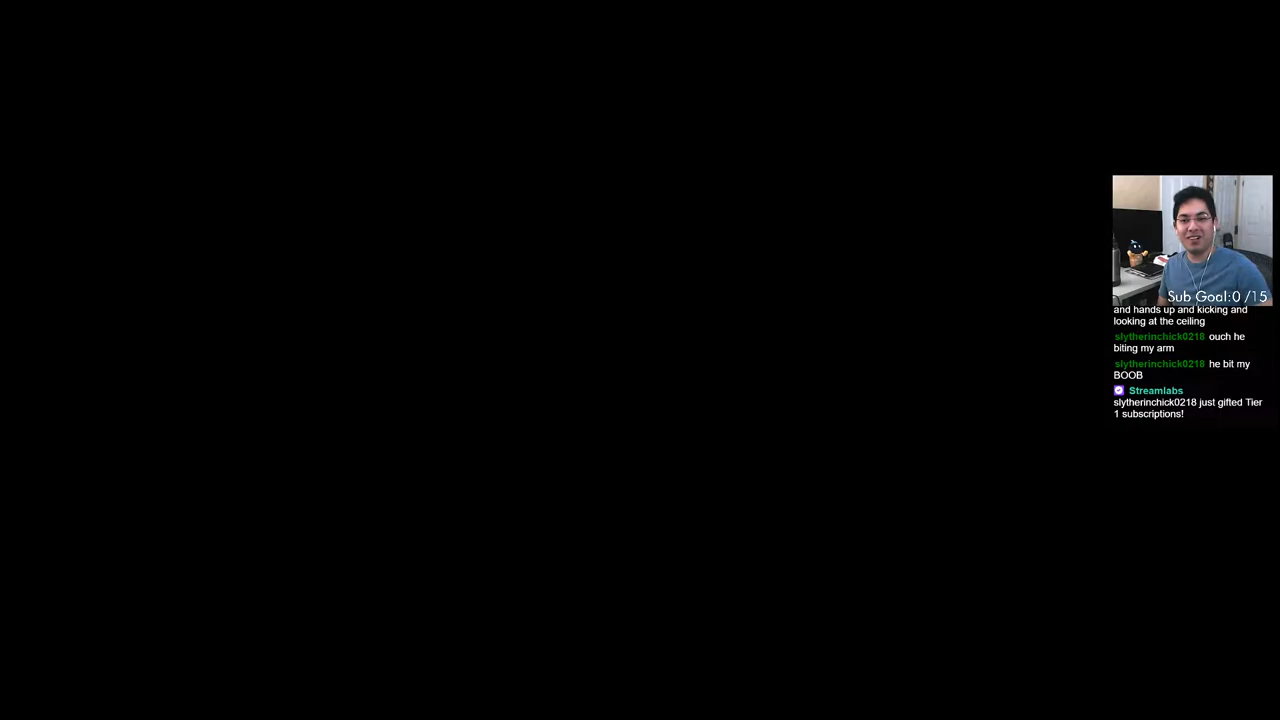 Sub Goal:0 /15
and hands up and kicking and
looking at the ceiling
slytherinchick0218 ouch he
biting my arm
slytherinchick0218 he bit my
BOOB
Streamlabs
slytherinchick0218 just gifted Tier
1 subscriptions!